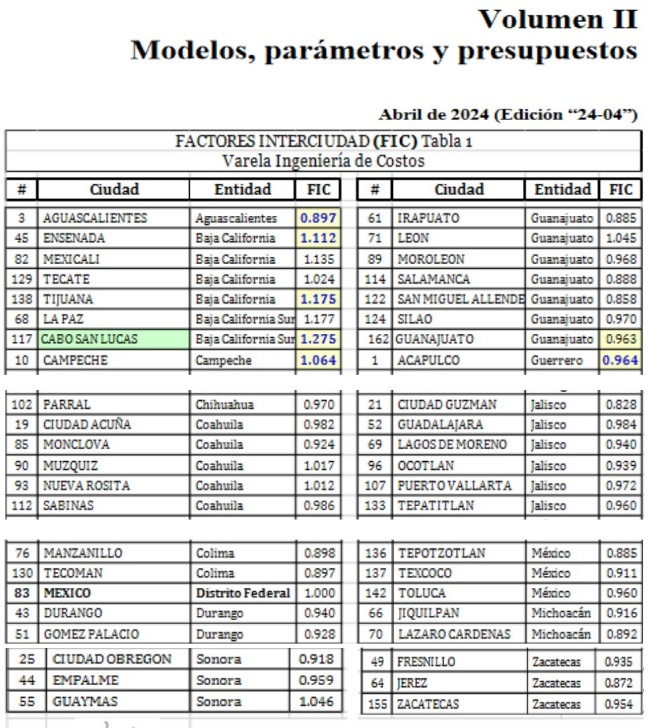 Volumen II
Modelos, parámetros y presupuestos
Abril de 2024 (Edición “24-04”)
FACTORES INTERCIUDAD (FIC) Tabla 1
Varela Ingeniería de Costos
# Ciudad Entidad FIC # Ciudad Entidad FIC
3 AGUASCALIENTES Aguascalientes 0.897 61 IRAPUATO Guanajuato 0.885
45 ENSENADA Baja California 1.112 71 LEON Guanajuato 1.045
82 MEXICALI Baja California 1.135 89 MOROLEON Guanajuato 0.968
129 TECATE Baja California 1.024 114 SALAMANCA Guanajuato 0.888
138 TIJUANA Baja California 1.175 122 SAN MIGUEL ALLENDE Guanajuato 0.858
68 LA PAZ Baja California Sur 1.177 124 SILAO Guanajuato 0.970
117 CABO SAN LUCAS Baja California Sur 1.275 162 GUANAJUATO Guanajuato 0.963
10 CAMPECHE Campeche 1.064 1 ACAPULCO Guerrero 0.964
102 PARRAL Chihuahua 0.970 21 CIUDAD GUZMAN Jalisco 0.828
19 CIUDAD ACUÑA Coahuila 0.982 52 GUADALAJARA Jalisco 0.984
85 MONCLOVA Coahuila 0.924 69 LAGOS DE MORENO Jalisco 0.940
90 MUZQUIZ Coahuila 1.017 96 OCOTLAN Jalisco 0.939
93 NUEVA ROSITA Coahuila 1.012 107 PUERTO VALLARTA Jalisco 0.972
112 SABINAS Coahuila 0.986 133 TEPATITLAN Jalisco 0.960
76 MANZANILLO Colima 0.898 136 TEPOTZOTLAN México 0.885
130 TECOMAN Colima 0.897 137 TEXCOCO México 0.911
83 MEXICO Distrito Federal 1.000 142 TOLUCA México 0.960
43 DURANGO Durango 0.940 66 JIQUILPAN Michoacán 0.916
51 GOMEZ PALACIO Durango 0.928 70 LAZARO CARDENAS Michoacán 0.892
25 CIUDAD OBREGON Sonora 0.918 49 FRESNILLO Zacatecas 0.935
44 EMPALME Sonora 0.959 64 JEREZ Zacatecas 0.872
55 GUAYMAS Sonora 1.046 155 ZACATECAS Zacatecas 0.954